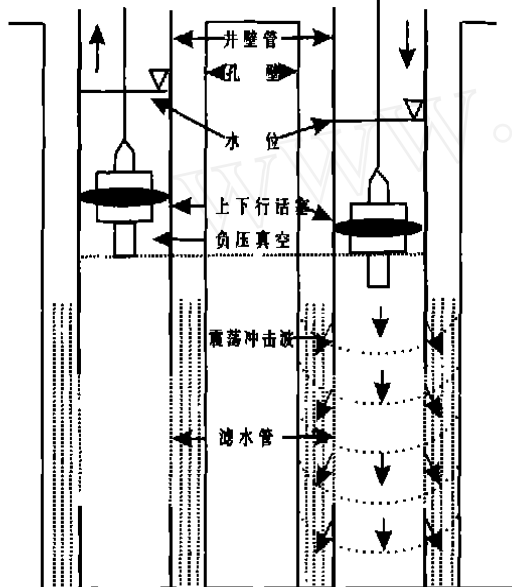 井壁管
孔壁
水位
上下行活塞
负压真空
震荡冲击波
滤水管
www.